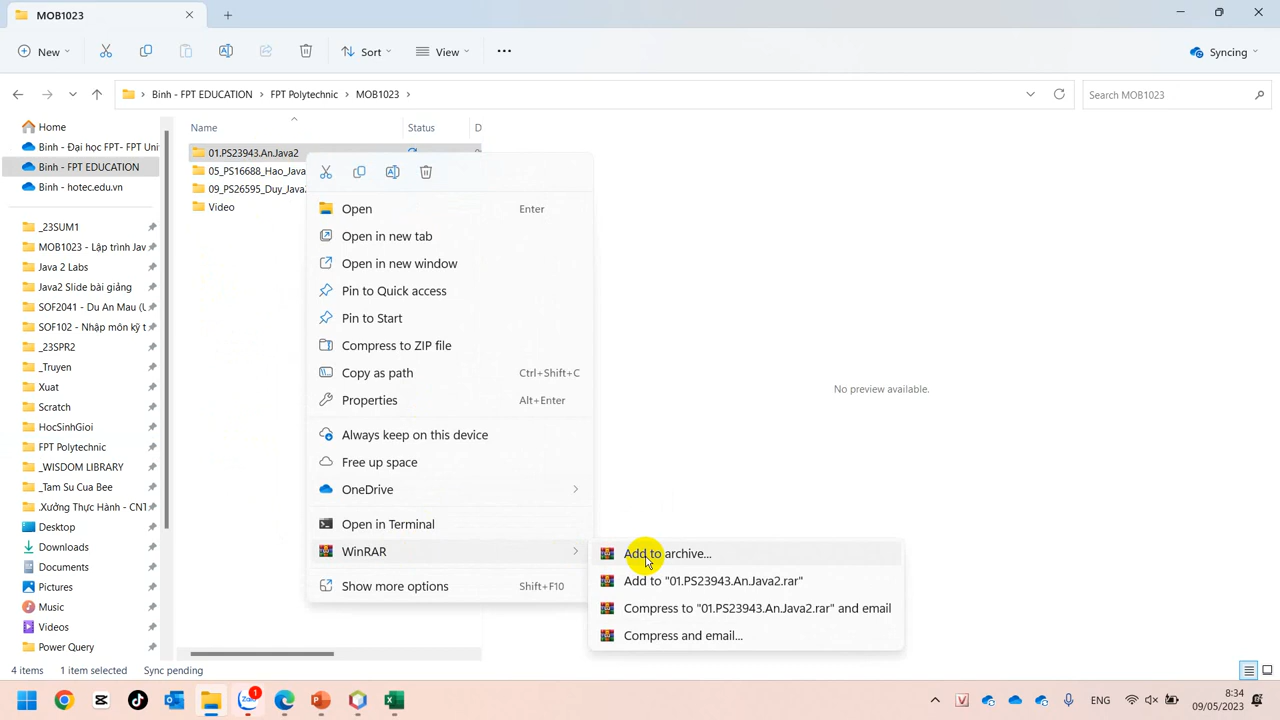 MOB1023
New
Sort
View
Syncing
Binh - FPT EDUCATION
FPT Polytechnic
MOB1023
Search MOB1023
Home
Binh - Đại học FPT- FPT Uni
Binh - FPT EDUCATION
Binh - hotec.edu.vn
_23SUM1
MOB1023 - Lập trình Jav
Java 2 Labs
Java2 Slide bài giảng
SOF2041 - Du An Mau (U
SOF102 - Nhập môn kỹ t
_23SPR2
_Truyen
Xuat
Scratch
HocSinhGioi
FPT Polytechnic
_WISDOM LIBRARY
_Tam Su Cua Bee
.Xưởng Thực Hành - CNT
Desktop
Downloads
Documents
Pictures
Music
Videos
Power Query
Name
Status
D
01.PS23943.An.Java2
05_PS16688_Hao_Java
09_PS26595_Duy_Java
Video
Open Enter
Open in new tab
Open in new window
Pin to Quick access
Pin to Start
Compress to ZIP file
Copy as path Ctrl+Shift+C
Properties Alt+Enter
Always keep on this device
Free up space
OneDrive
Open in Terminal
WinRAR
Show more options Shift+F10
Add to archive...
Add to "01.PS23943.An.Java2.rar"
Compress to "01.PS23943.An.Java2.rar" and email
Compress and email...
No preview available.
4 items
1 item selected
Sync pending
Zalo
1
ENG
8:34
09/05/2023